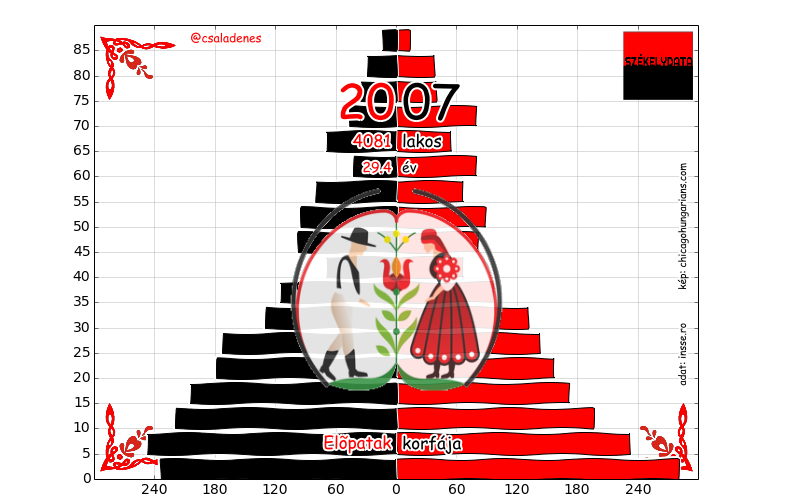 @csaladenes
SZÉKELYDATA
2007
4081 lakos
29.4 év
kép: chicagohungarians.com
adat: insse.ro
Előpatak korfája
85
80
75
70
65
60
55
50
45
40
35
30
25
20
15
10
5
0
240 180 120 60 0 60 120 180 240